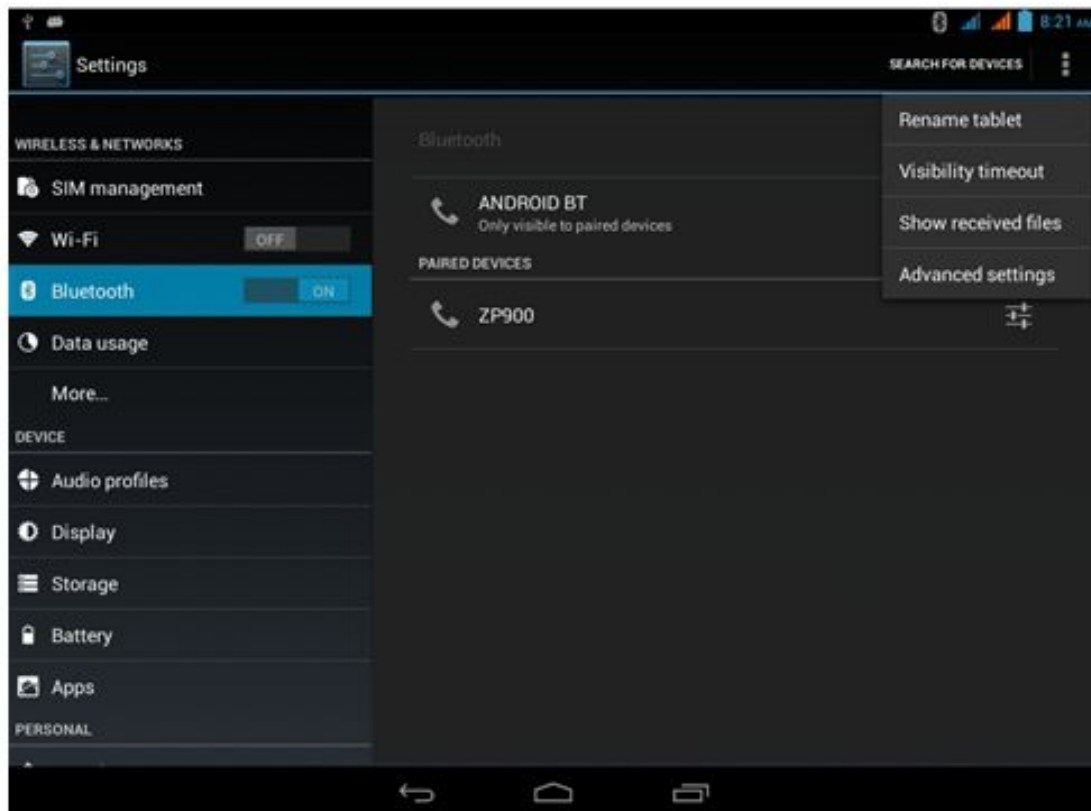 8:21 AM
Settings
SEARCH FOR DEVICES
Rename tablet
Visibility timeout
Show received files
Advanced settings
WIRELESS & NETWORKS
SIM management
Wi-Fi
OFF
Bluetooth
ON
Data usage
More...
DEVICE
Audio profiles
Display
Storage
Battery
Apps
PERSONAL
Bluetooth
ANDROID BT
Only visible to paired devices
PAIRED DEVICES
ZP900